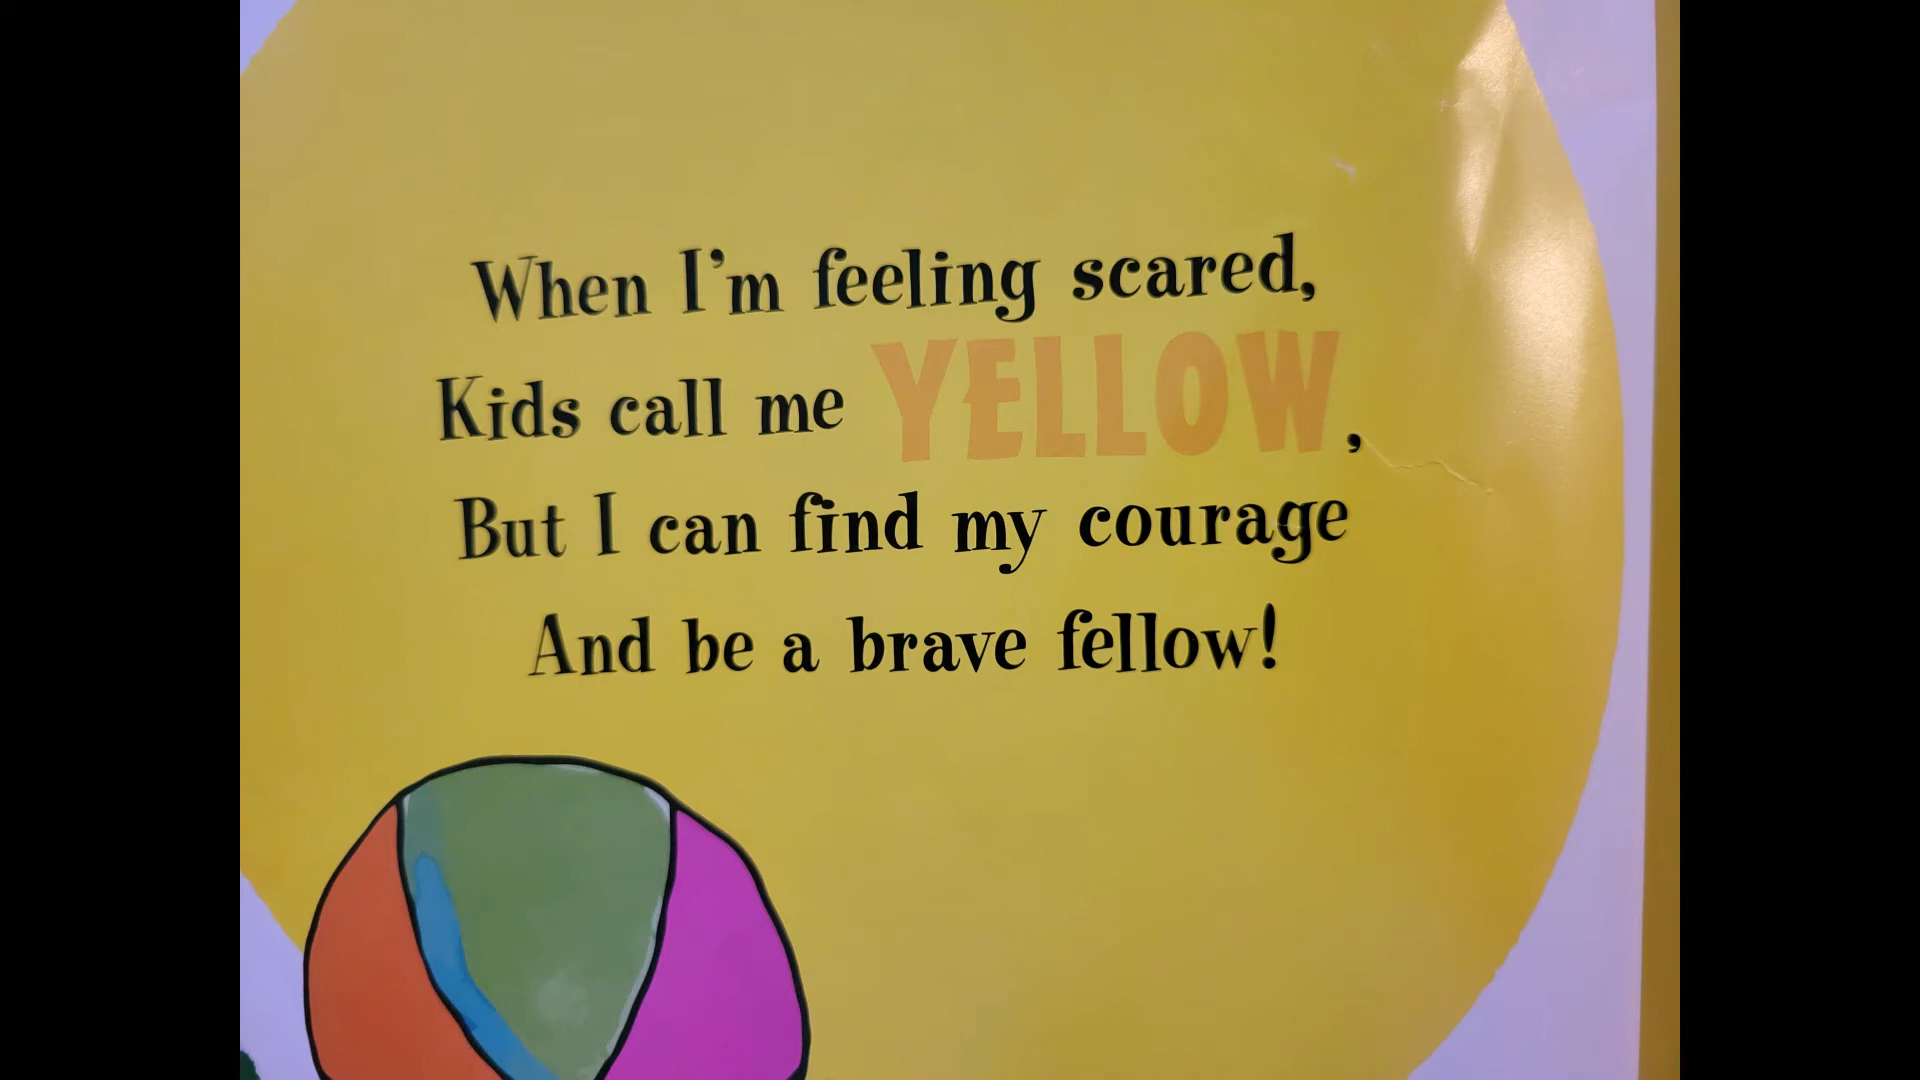 When I'm feeling scared,
Kids call me YELLOW,
But I can find my courage
And be a brave fellow!